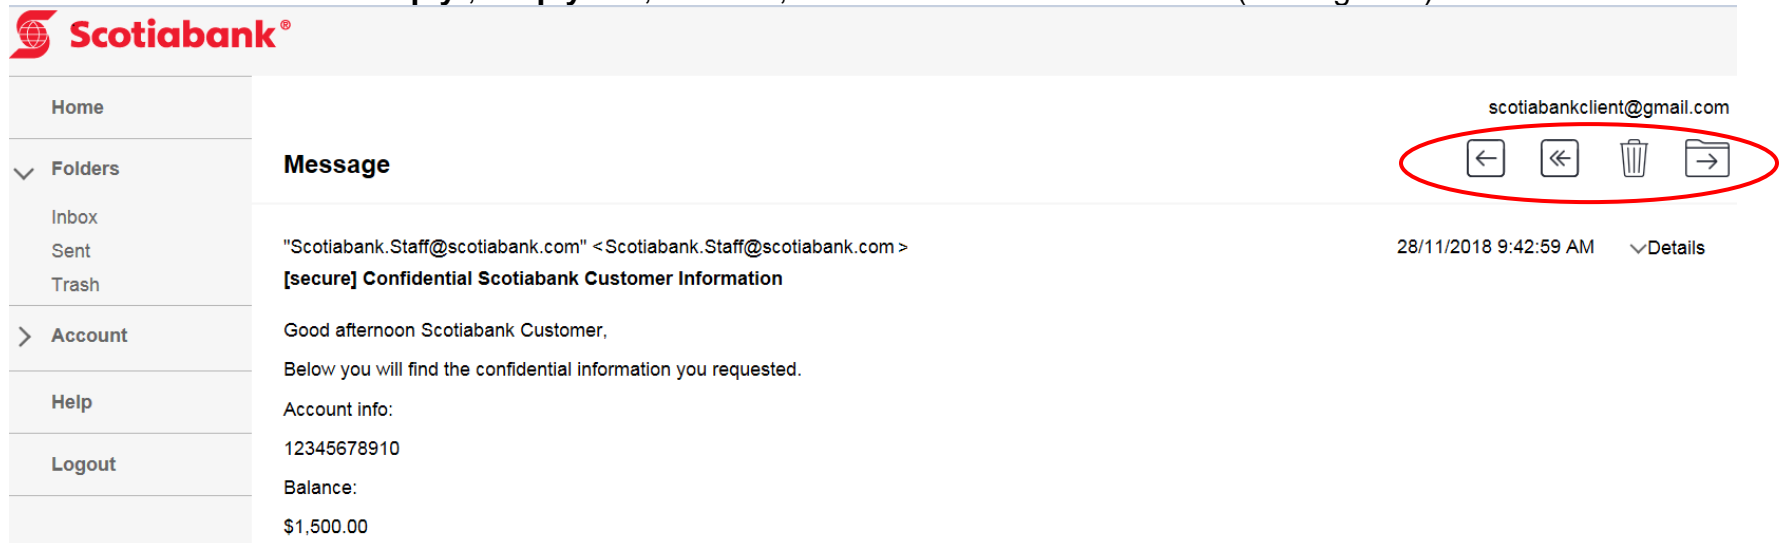 Scotiabank®
Home
scotiabankclient@gmail.com
Folders
Message
Inbox
Sent
Trash
"Scotiabank.Staff@scotiabank.com" <Scotiabank.Staff@scotiabank.com>
28/11/2018 9:42:59 AM
Details
[secure] Confidential Scotiabank Customer Information
Account
Good afternoon Scotiabank Customer,
Below you will find the confidential information you requested.
Help
Account info:
12345678910
Logout
Balance:
$1,500.00